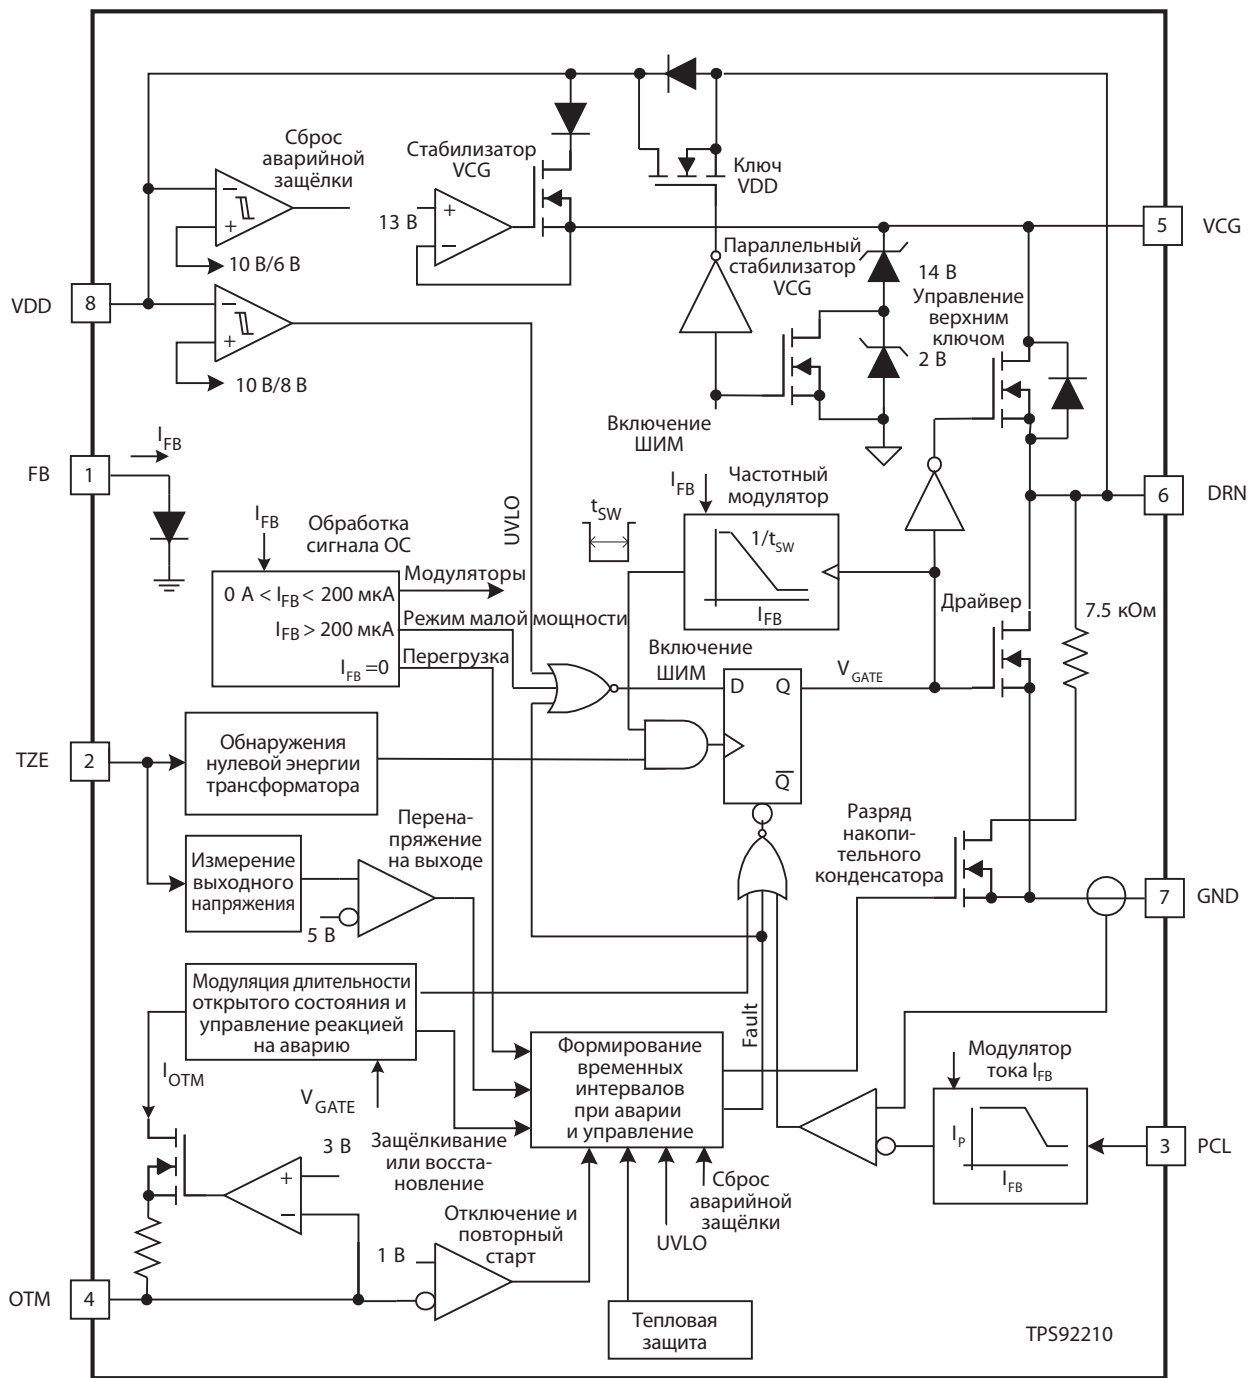 Сброс
аварийной
защёлки
Стабилизатор
VCG
Ключ
VDD
13 В
+
−
−
+
10 В/6 В
5
VCG
Параллельный
стабилизатор
VCG
14 В
Управление
верхним
ключом
2 В
VDD
8
−
+
10 В/8 В
Включение
ШИМ
I_FB
FB
1
I_FB
Частотный
модулятор
6
DRN
I_FB
Обработка
сигнала ОС
UVLO
t_SW
1/t_SW
I_FB
Модуляторы
0 А < I_FB < 200 мкА
Режим малой мощности
I_FB > 200 мкА
Перегрузка
I_FB =0
Драйвер
7.5 кОм
Включение
ШИМ
V_GATE
D Q
Q̅
TZE
2
Обнаружения
нулевой энергии
трансформатора
Перена-
пряжение
на выходе
Разряд
накопи-
тельного
конденсатора
Измерение
выходного
напряжения
5 В
7
GND
Модуляция длительности
открытого состояния и
управление реакцией
на аварию
Fault
I_OTM
V_GATE
Формирование
временных
интервалов
при аварии
и управление
Модулятор
тока I_FB
I_P
I_FB
3
PCL
3 В
+
−
Защёлкивание
или восста-
новление
Сброс
аварийной
защёлки
UVLO
Отключение и
повторный
старт
1 В
OTM
4
Тепловая
защита
TPS92210